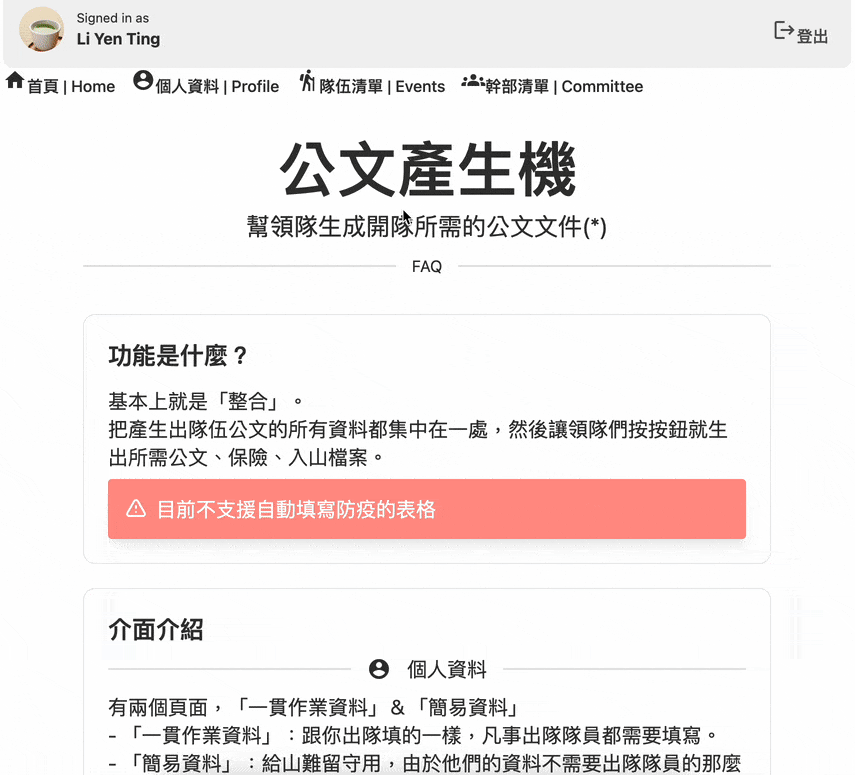 Signed in as
Li Yen Ting
登出
首頁 | Home 個人資料 | Profile 隊伍清單 | Events 幹部清單 | Committee
公文產生機
幫領隊生成開隊所需的公文文件(*)
FAQ
功能是什麼？
基本上就是「整合」。
把產生出隊伍公文的所有資料都集中在一處，然後讓領隊們按按鈕就生
出所需公文、保險、入山檔案。
目前不支援自動填寫防疫的表格
介面介紹
個人資料
有兩個頁面，「一貫作業資料」&「簡易資料」
- 「一貫作業資料」：跟你出隊填的一樣，凡事出隊隊員都需要填寫。
- 「簡易資料」：給山難留守用，由於他們的資料不需要出隊隊員的那麼